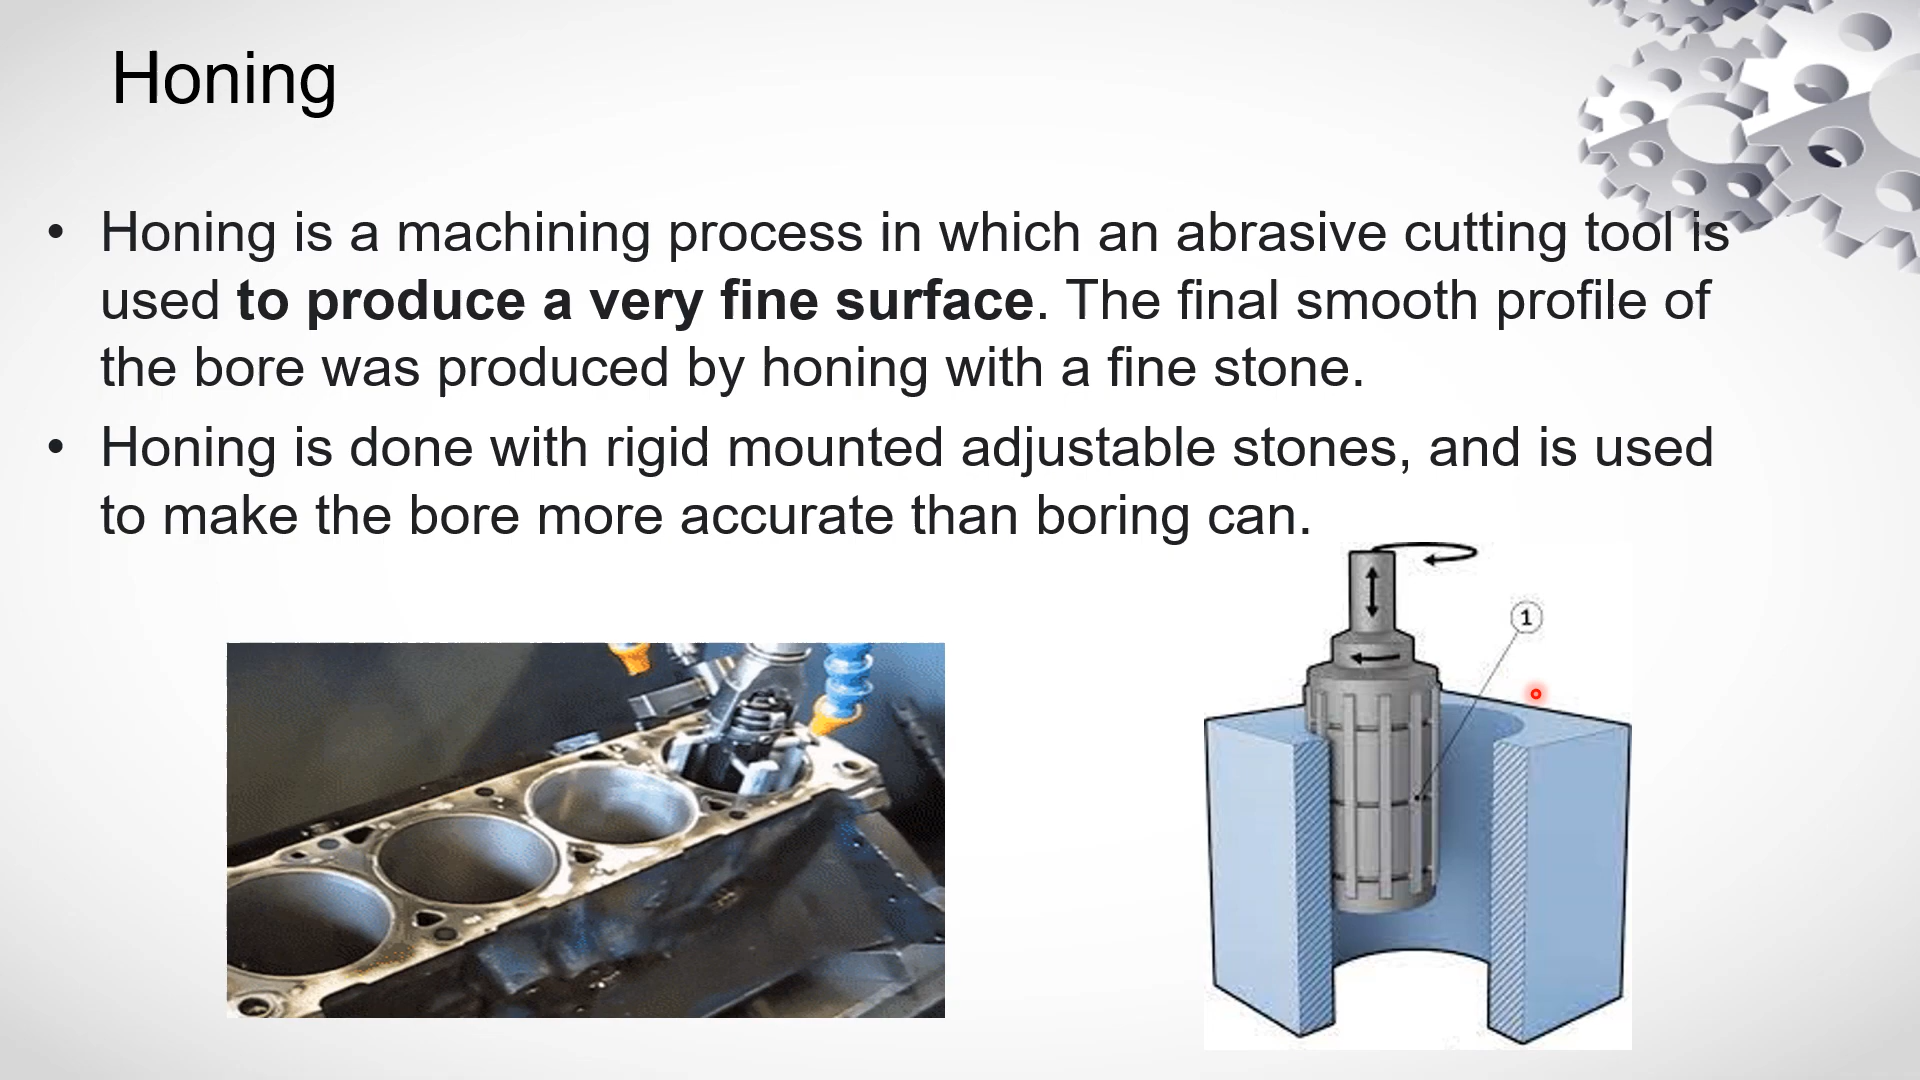 Honing
• Honing is a machining process in which an abrasive cutting tool is
used to produce a very fine surface. The final smooth profile of
the bore was produced by honing with a fine stone.
• Honing is done with rigid mounted adjustable stones, and is used
to make the bore more accurate than boring can.
1